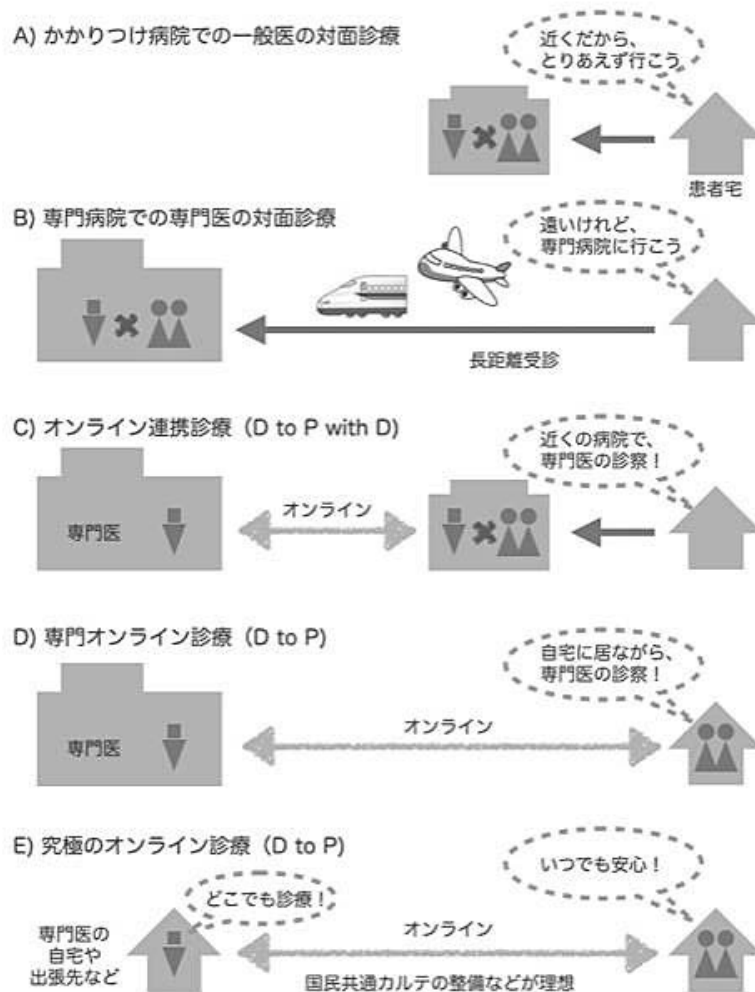 A) かかりつけ病院での一般医の対面診療
近くだから、
とりあえず行こう
患者宅
B) 専門病院での専門医の対面診療
遠いけれど、
専門病院に行こう
長距離受診
C) オンライン連携診療（D to P with D）
近くの病院で、
専門医の診察！
オンライン
専門医
D) 専門オンライン診療（D to P）
自宅に居ながら、
専門医の診察！
オンライン
専門医
E) 究極のオンライン診療（D to P）
いつでも安心！
どこでも診療！
オンライン
専門医の
自宅や
出張先など
国民共通カルテの整備などが理想